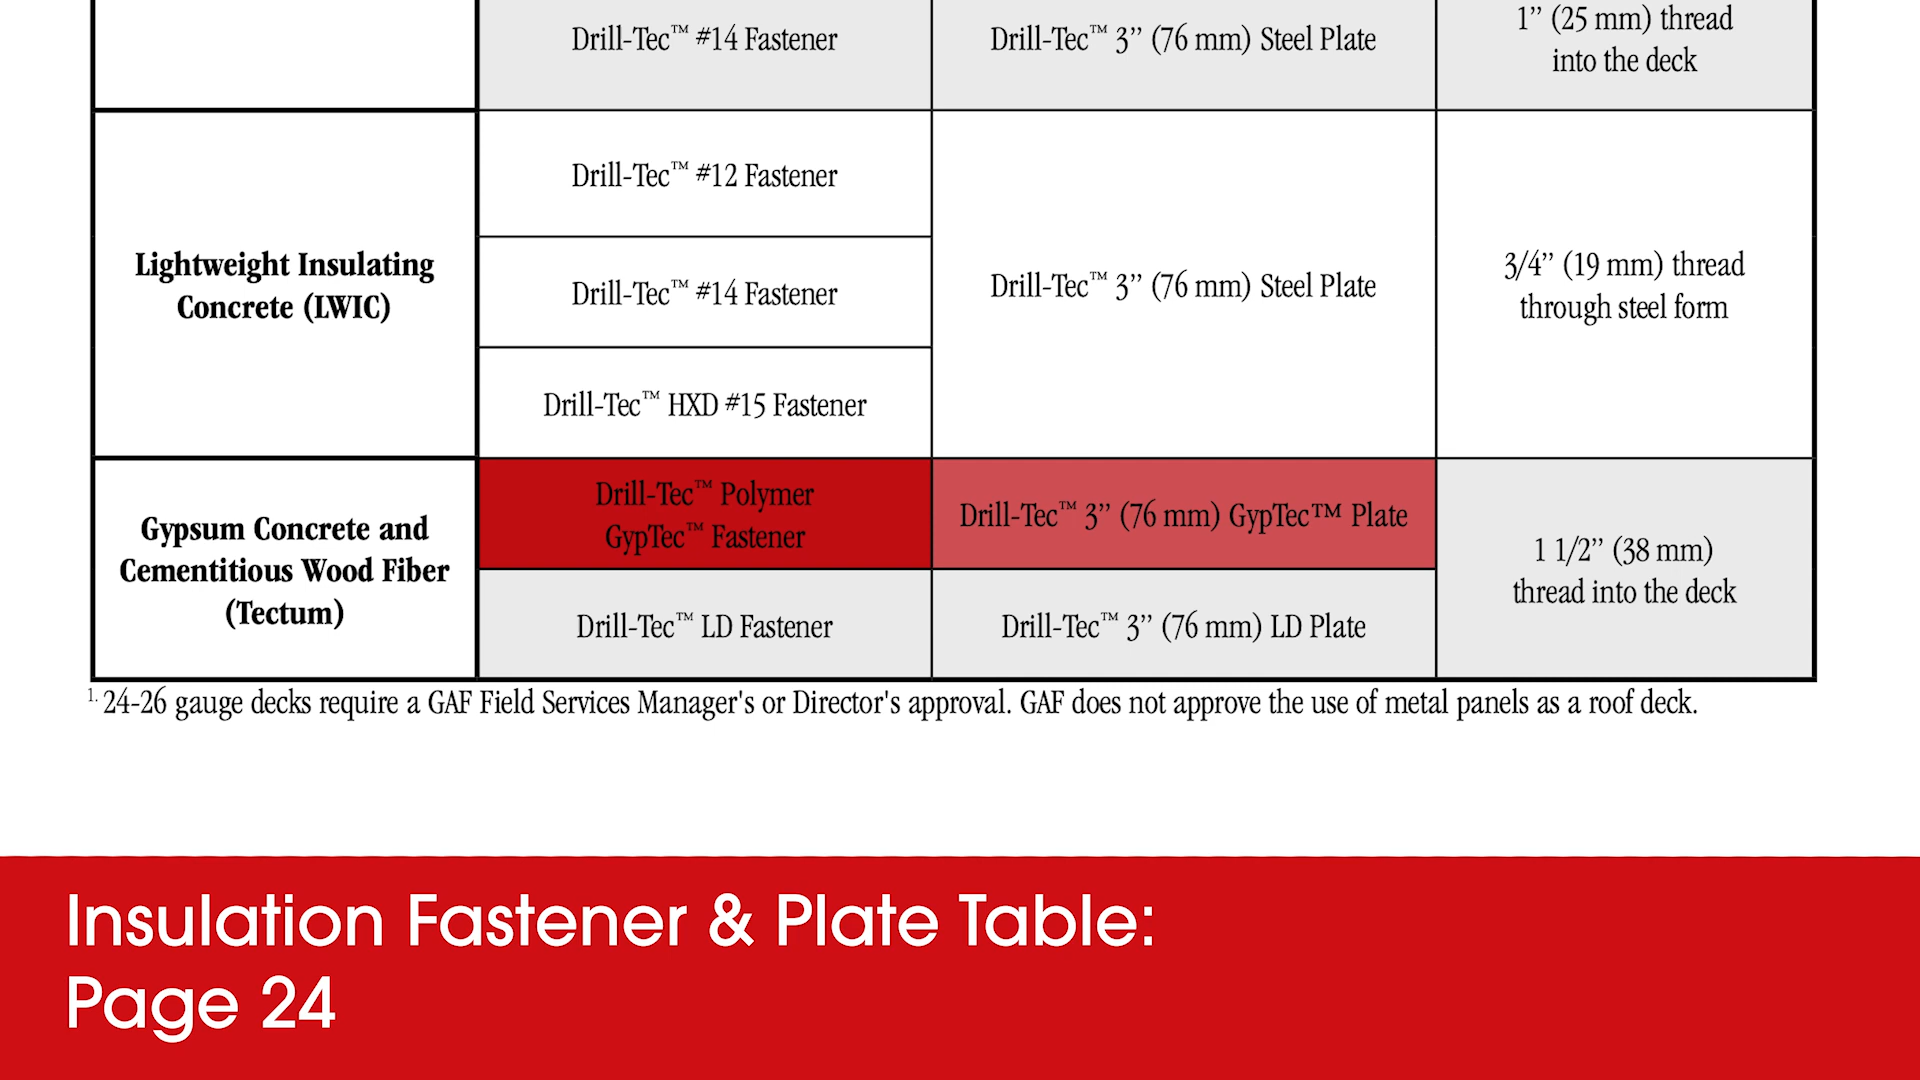 Drill-Tec™ #14 Fastener
Drill-Tec™ 3” (76 mm) Steel Plate
1” (25 mm) thread
into the deck
Lightweight Insulating
Concrete (LWIC)
Drill-Tec™ #12 Fastener
Drill-Tec™ #14 Fastener
Drill-Tec™ HXD #15 Fastener
Drill-Tec™ 3” (76 mm) Steel Plate
3/4” (19 mm) thread
through steel form
Gypsum Concrete and
Cementitious Wood Fiber
(Tectum)
Drill-Tec™ Polymer
GypTec™ Fastener
Drill-Tec™ 3” (76 mm) GypTec™ Plate
Drill-Tec™ LD Fastener
Drill-Tec™ 3” (76 mm) LD Plate
1 1/2” (38 mm)
thread into the deck
1. 24-26 gauge decks require a GAF Field Services Manager's or Director's approval. GAF does not approve the use of metal panels as a roof deck.
Insulation Fastener & Plate Table:
Page 24